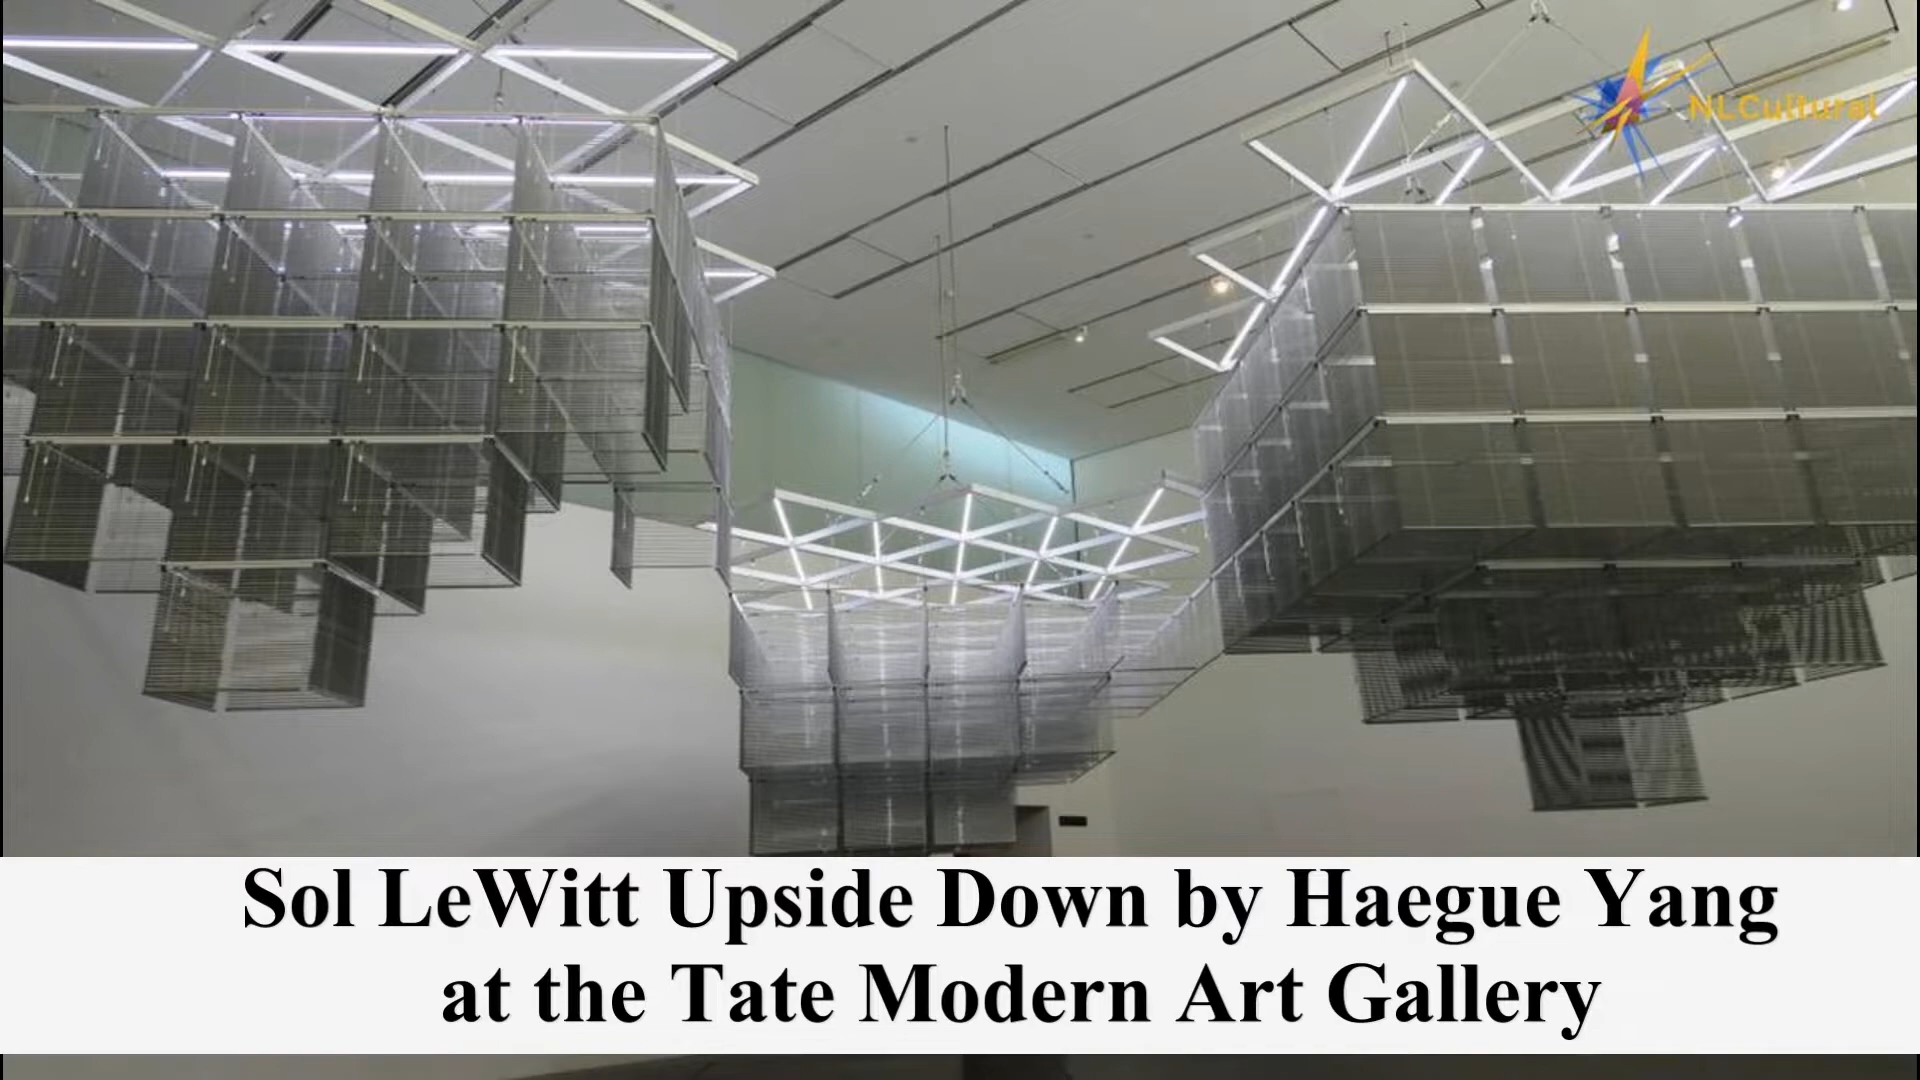 NLCultural
Sol LeWitt Upside Down by Haegue Yang
at the Tate Modern Art Gallery